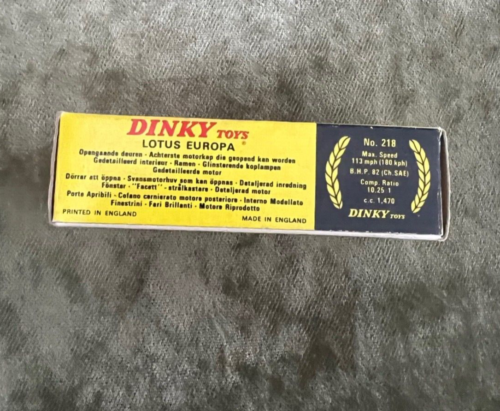 DINKY TOYS
LOTUS EUROPA ®
Opengaande deuren - Achterste motorkap die geopend kan worden
Gedetailleerd interieur - Ramen - Glinsterende koplampen
Gedetailleerde motor
Dörrar att öppna - Svensmotorhuv som kan öppnas - Detaljerad inredning
Fönster - "Facett" - strålkastare - Detaljerad motor
Porte Apribili - Cofano cernierato motore posteriore - Interno Modellato
Finestrini - Fari Brillanti - Motore Riprodotto
PRINTED IN ENGLAND
MADE IN ENGLAND
No. 218
Max. Speed
113 mph (180 kph)
B.H.P. 82 (Ch.SAE)
Comp. Ratio
10.25 1
c.c. 1,470
DINKY TOYS